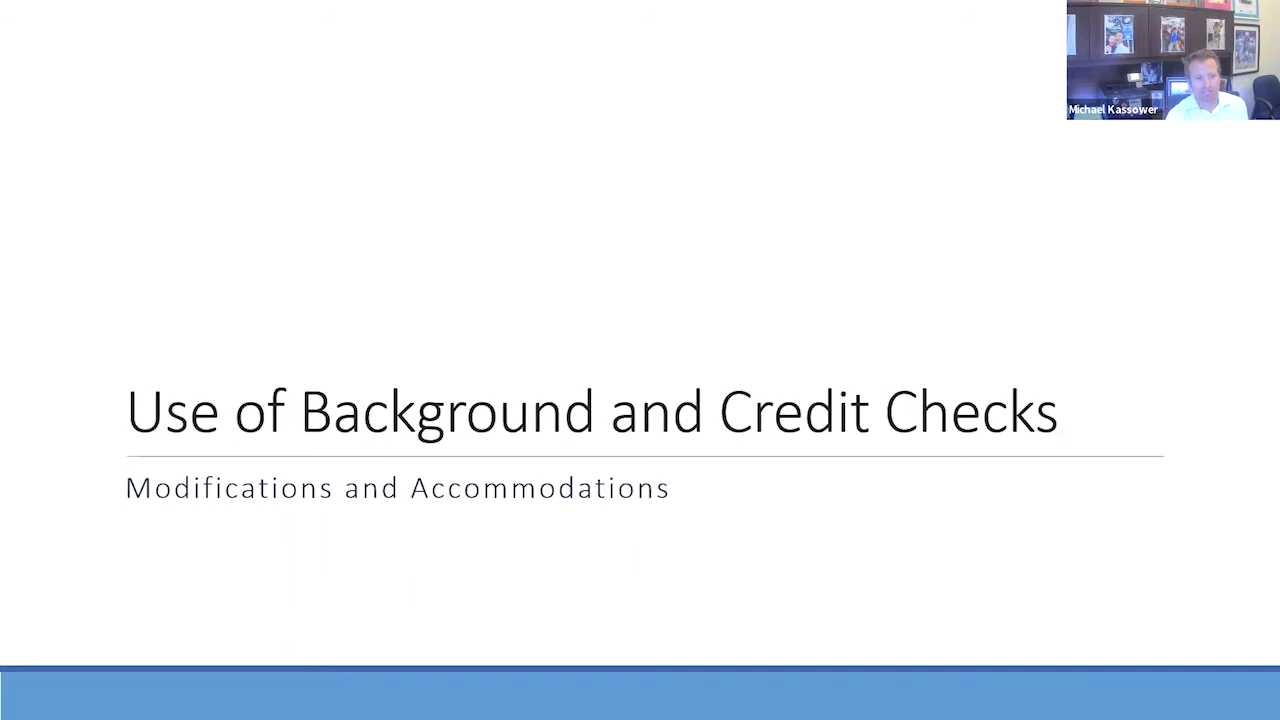 Michael Kassower
Use of Background and Credit Checks
Modifications and Accommodations